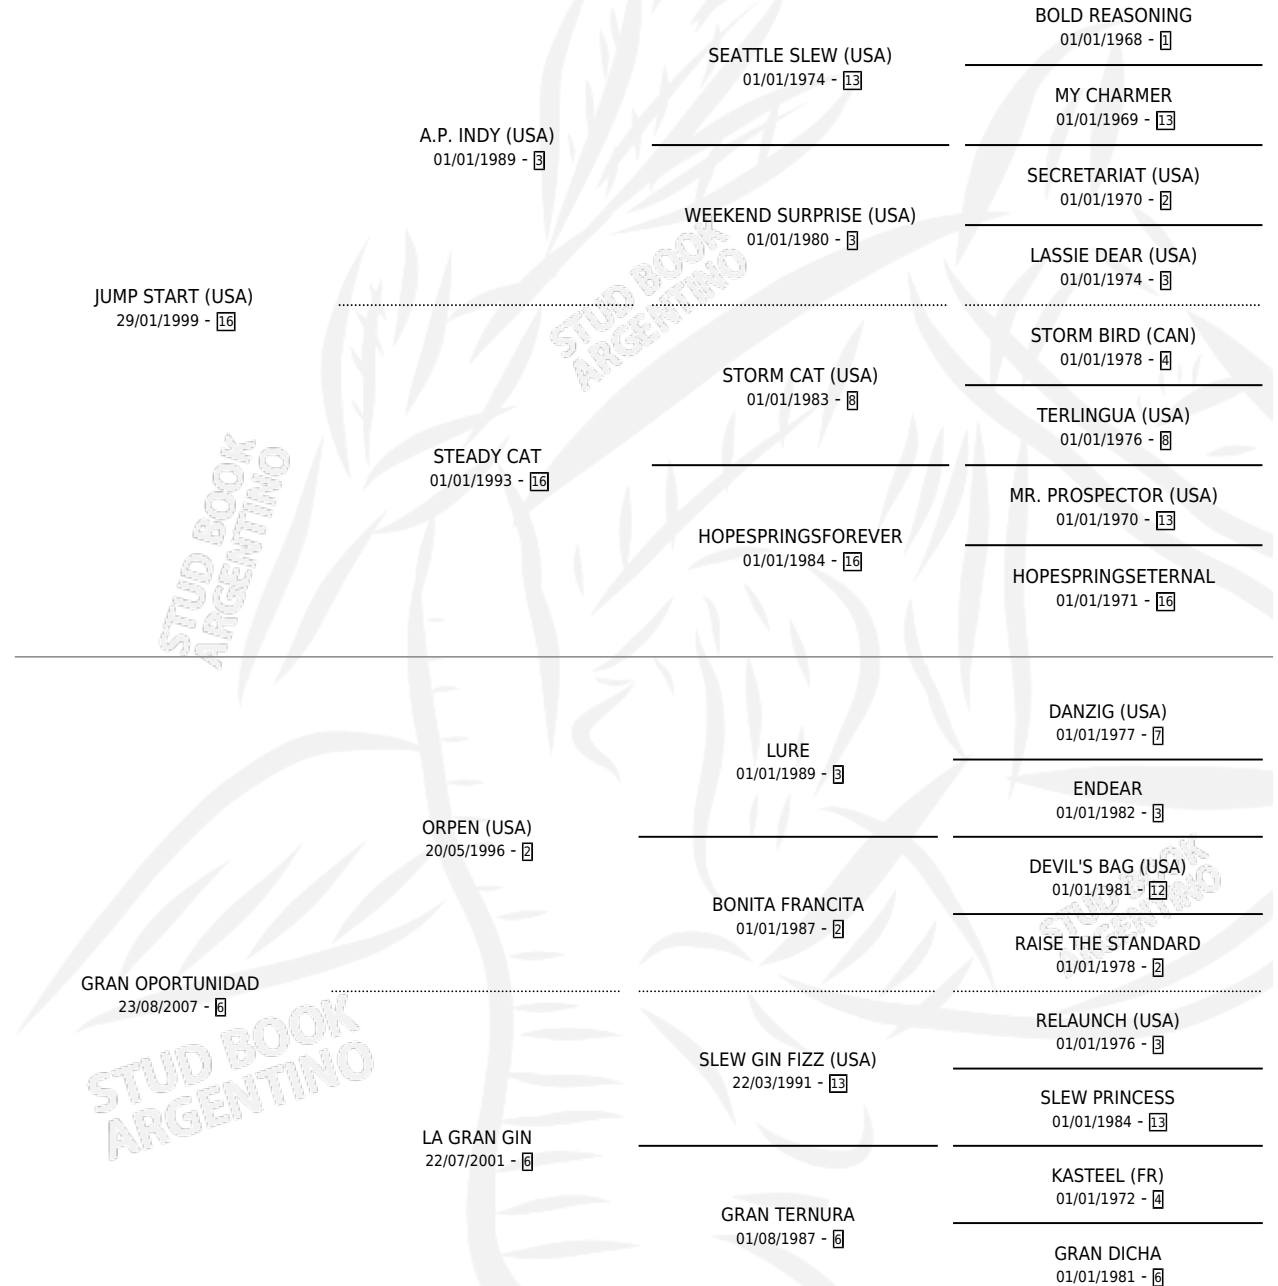 BOLD REASONING
01/01/1968 - 1
SEATTLE SLEW (USA)
01/01/1974 - 13
MY CHARMER
01/01/1969 - 13
A.P. INDY (USA)
01/01/1989 - 3
SECRETARIAT (USA)
01/01/1970 - 2
WEEKEND SURPRISE (USA)
01/01/1980 - 3
LASSIE DEAR (USA)
01/01/1974 - 3
JUMP START (USA)
29/01/1999 - 16
STORM BIRD (CAN)
01/01/1978 - 4
STORM CAT (USA)
01/01/1983 - 8
TERLINGUA (USA)
01/01/1976 - 8
STEADY CAT
01/01/1993 - 16
MR. PROSPECTOR (USA)
01/01/1970 - 13
HOPESPRINGSFOREVER
01/01/1984 - 16
HOPESPRINGSETERNAL
01/01/1971 - 16
DANZIG (USA)
01/01/1977 - 7
LURE
01/01/1989 - 3
ENDEAR
01/01/1982 - 3
ORPEN (USA)
20/05/1996 - 2
DEVIL'S BAG (USA)
01/01/1981 - 12
BONITA FRANCITA
01/01/1987 - 2
RAISE THE STANDARD
01/01/1978 - 2
GRAN OPORTUNIDAD
23/08/2007 - 6
RELAUNCH (USA)
01/01/1976 - 3
SLEW GIN FIZZ (USA)
22/03/1991 - 13
SLEW PRINCESS
01/01/1984 - 13
LA GRAN GIN
22/07/2001 - 6
KASTEEL (FR)
01/01/1972 - 4
GRAN TERNURA
01/08/1987 - 6
GRAN DICHA
01/01/1981 - 6
STUD BOOK
ARGENTINO
STUD BOOK
ARGENTINO
STUD BOOK
ARGENTINO
STUD BOOK
ARGENTINO